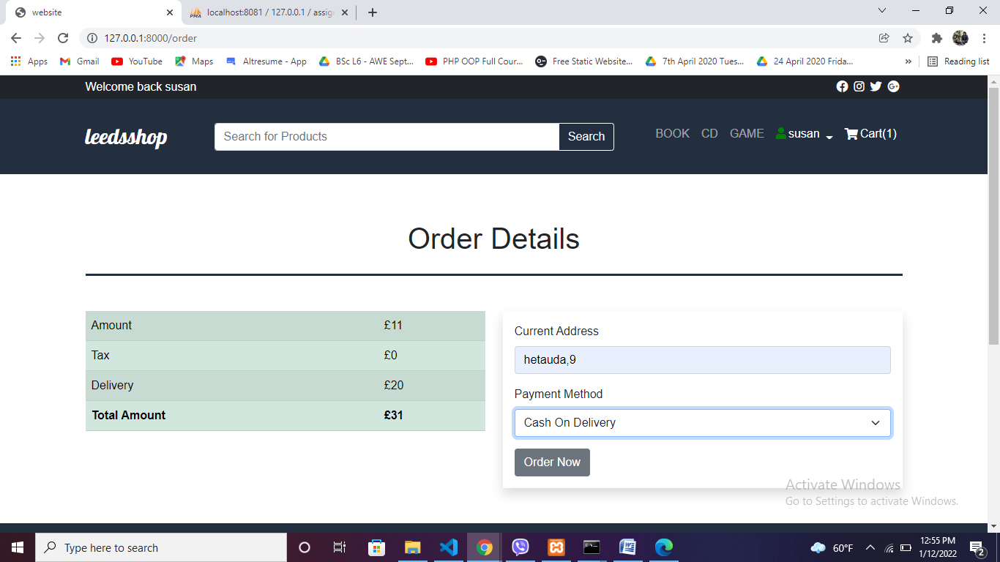 website
localhost:8081 / 127.0.0.1 / assig
127.0.0.1:8000/order
Apps
Gmail
YouTube
Maps
Altresume - App
BSc L6 - AWE Sept...
PHP OOP Full Cour...
Free Static Website...
7th April 2020 Tues...
24 April 2020 Frida...
Reading list
Welcome back susan
leedsshop
Search for Products
Search
BOOK
CD
GAME
susan
Cart(1)
Order Details
Amount £11
Tax £0
Delivery £20
Total Amount £31
Current Address
hetauda,9
Payment Method
Cash On Delivery
Order Now
Activate Windows
Go to Settings to activate Windows.
Type here to search
60°F
12:55 PM
1/12/2022
2